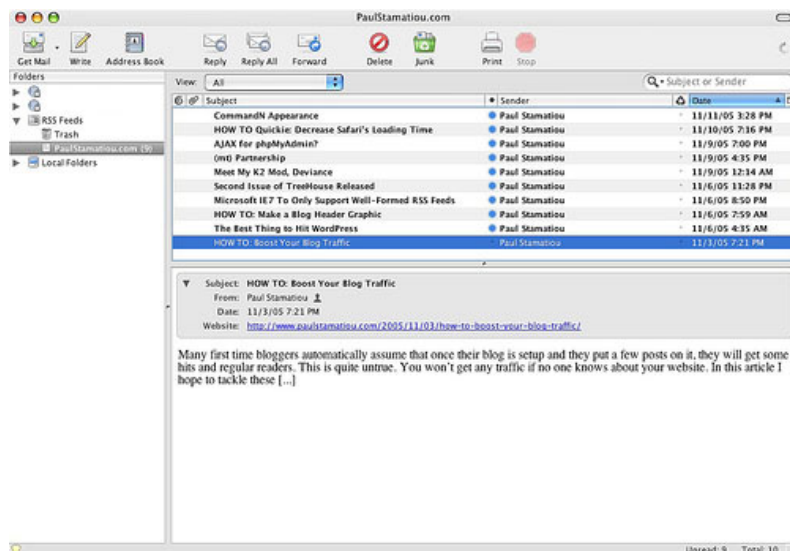 PaulStamatiou.com
Get Mail Write Address Book Reply Reply All Forward Delete Junk Print Stop
Folders
RSS Feeds
Trash
PaulStamatiou.com (9)
Local Folders
View: All Subject or Sender
Subject Sender Date
CommandN Appearance Paul Stamatiou 11/11/05 3:28 PM
HOW TO Quickie: Decrease Safari's Loading Time Paul Stamatiou 11/10/05 7:16 PM
AJAX for phpMyAdmin? Paul Stamatiou 11/9/05 7:00 PM
(mt) Partnership Paul Stamatiou 11/9/05 4:35 PM
Meet My K2 Mod, Deviance Paul Stamatiou 11/9/05 12:14 AM
Second Issue of TreeHouse Released Paul Stamatiou 11/6/05 11:28 PM
Microsoft IE7 To Only Support Well-Formed RSS Feeds Paul Stamatiou 11/6/05 8:50 PM
HOW TO: Make a Blog Header Graphic Paul Stamatiou 11/6/05 7:59 AM
The Best Thing to Hit WordPress Paul Stamatiou 11/6/05 4:35 AM
HOW TO: Boost Your Blog Traffic Paul Stamatiou 11/3/05 7:21 PM
Subject: HOW TO: Boost Your Blog Traffic
From: Paul Stamatiou
Date: 11/3/05 7:21 PM
Website: http://www.paulstamatiou.com/2005/11/03/how-to-boost-your-blog-traffic/
Many first time bloggers automatically assume that once their blog is setup and they put a few posts on it, they will get some
hits and regular readers. This is quite untrue. You won't get any traffic if no one knows about your website. In this article I
hope to tackle these [...]
Unread: 9 Total: 10